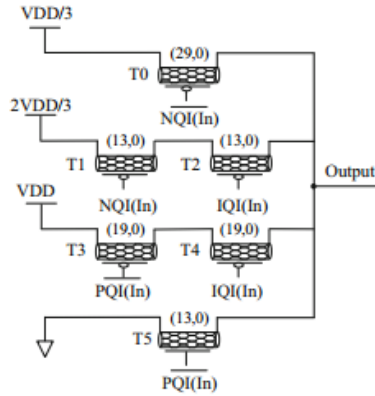 VDD/3
(29,0)
T0
NQI(In)
2VDD/3
(13,0) (13,0)
T1 T2
NQI(In) IQI(In)
VDD
(19,0) (19,0)
T3 T4
PQI(In) IQI(In)
Output
(13,0)
T5
PQI(In)